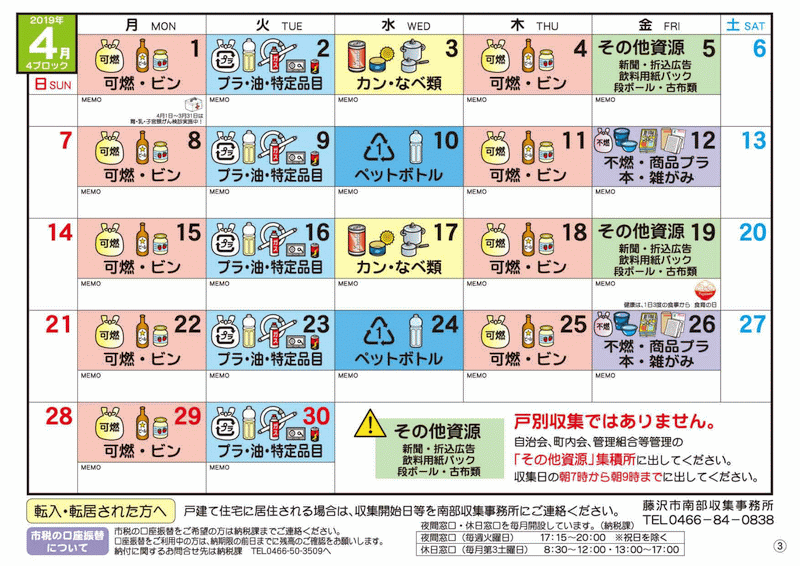 2019年
4月
4ブロック
月 MON
火 TUE
水 WED
木 THU
金 FRI
土 SAT
日 SUN
可燃 1
可燃・ビン
MEMO
4月1日〜3月31日は
胃・乳・子宮頸がん検診実施中!
プラ 2
プラ・油・特定品目
MEMO
3
カン・なべ類
MEMO
可燃 4
可燃・ビン
MEMO
その他資源 5
新聞・折込広告
飲料用紙パック
段ボール・古布類
MEMO
6
7
可燃 8
可燃・ビン
MEMO
プラ 9
プラ・油・特定品目
MEMO
1 10
ペットボトル
MEMO
可燃 11
可燃・ビン
MEMO
不燃 12
不燃・商品プラ
本・雑がみ
MEMO
13
14
可燃 15
可燃・ビン
MEMO
プラ 16
プラ・油・特定品目
MEMO
17
カン・なべ類
MEMO
可燃 18
可燃・ビン
MEMO
その他資源 19
新聞・折込広告
飲料用紙パック
段ボール・古布類
MEMO
健康は、1日3度の食事から 食育の日
20
21
可燃 22
可燃・ビン
MEMO
プラ 23
プラ・油・特定品目
MEMO
1 24
ペットボトル
MEMO
可燃 25
可燃・ビン
MEMO
不燃 26
不燃・商品プラ
本・雑がみ
MEMO
27
28
可燃 29
可燃・ビン
MEMO
プラ 30
プラ・油・特定品目
MEMO
その他資源
新聞・折込広告
飲料用紙パック
段ボール・古布類
戸別収集ではありません。
自治会、町内会、管理組合等管理の
「その他資源」集積所に出してください。
収集日の朝7時から朝9時までに出してください。
転入・転居された方へ
戸建て住宅に居住される場合は、収集開始日等を南部収集事務所にご連絡ください。
藤沢市南部収集事務所
TEL0466-84-0838
市税の口座振替
について
市税の口座振替をご希望の方は納税課までご連絡ください。
口座振替をご利用中の方は、納期限の前日までに残高のご確認をお願いします。
納付に関するお問合せ先は納税課 TEL0466-50-3509へ
夜間窓口・休日窓口を毎月開設しています。(納税課)
夜間窓口(毎週火曜日) 17:15〜20:00 ※祝日を除く
休日窓口(毎月第3土曜日) 8:30〜12:00・13:00〜17:00
3